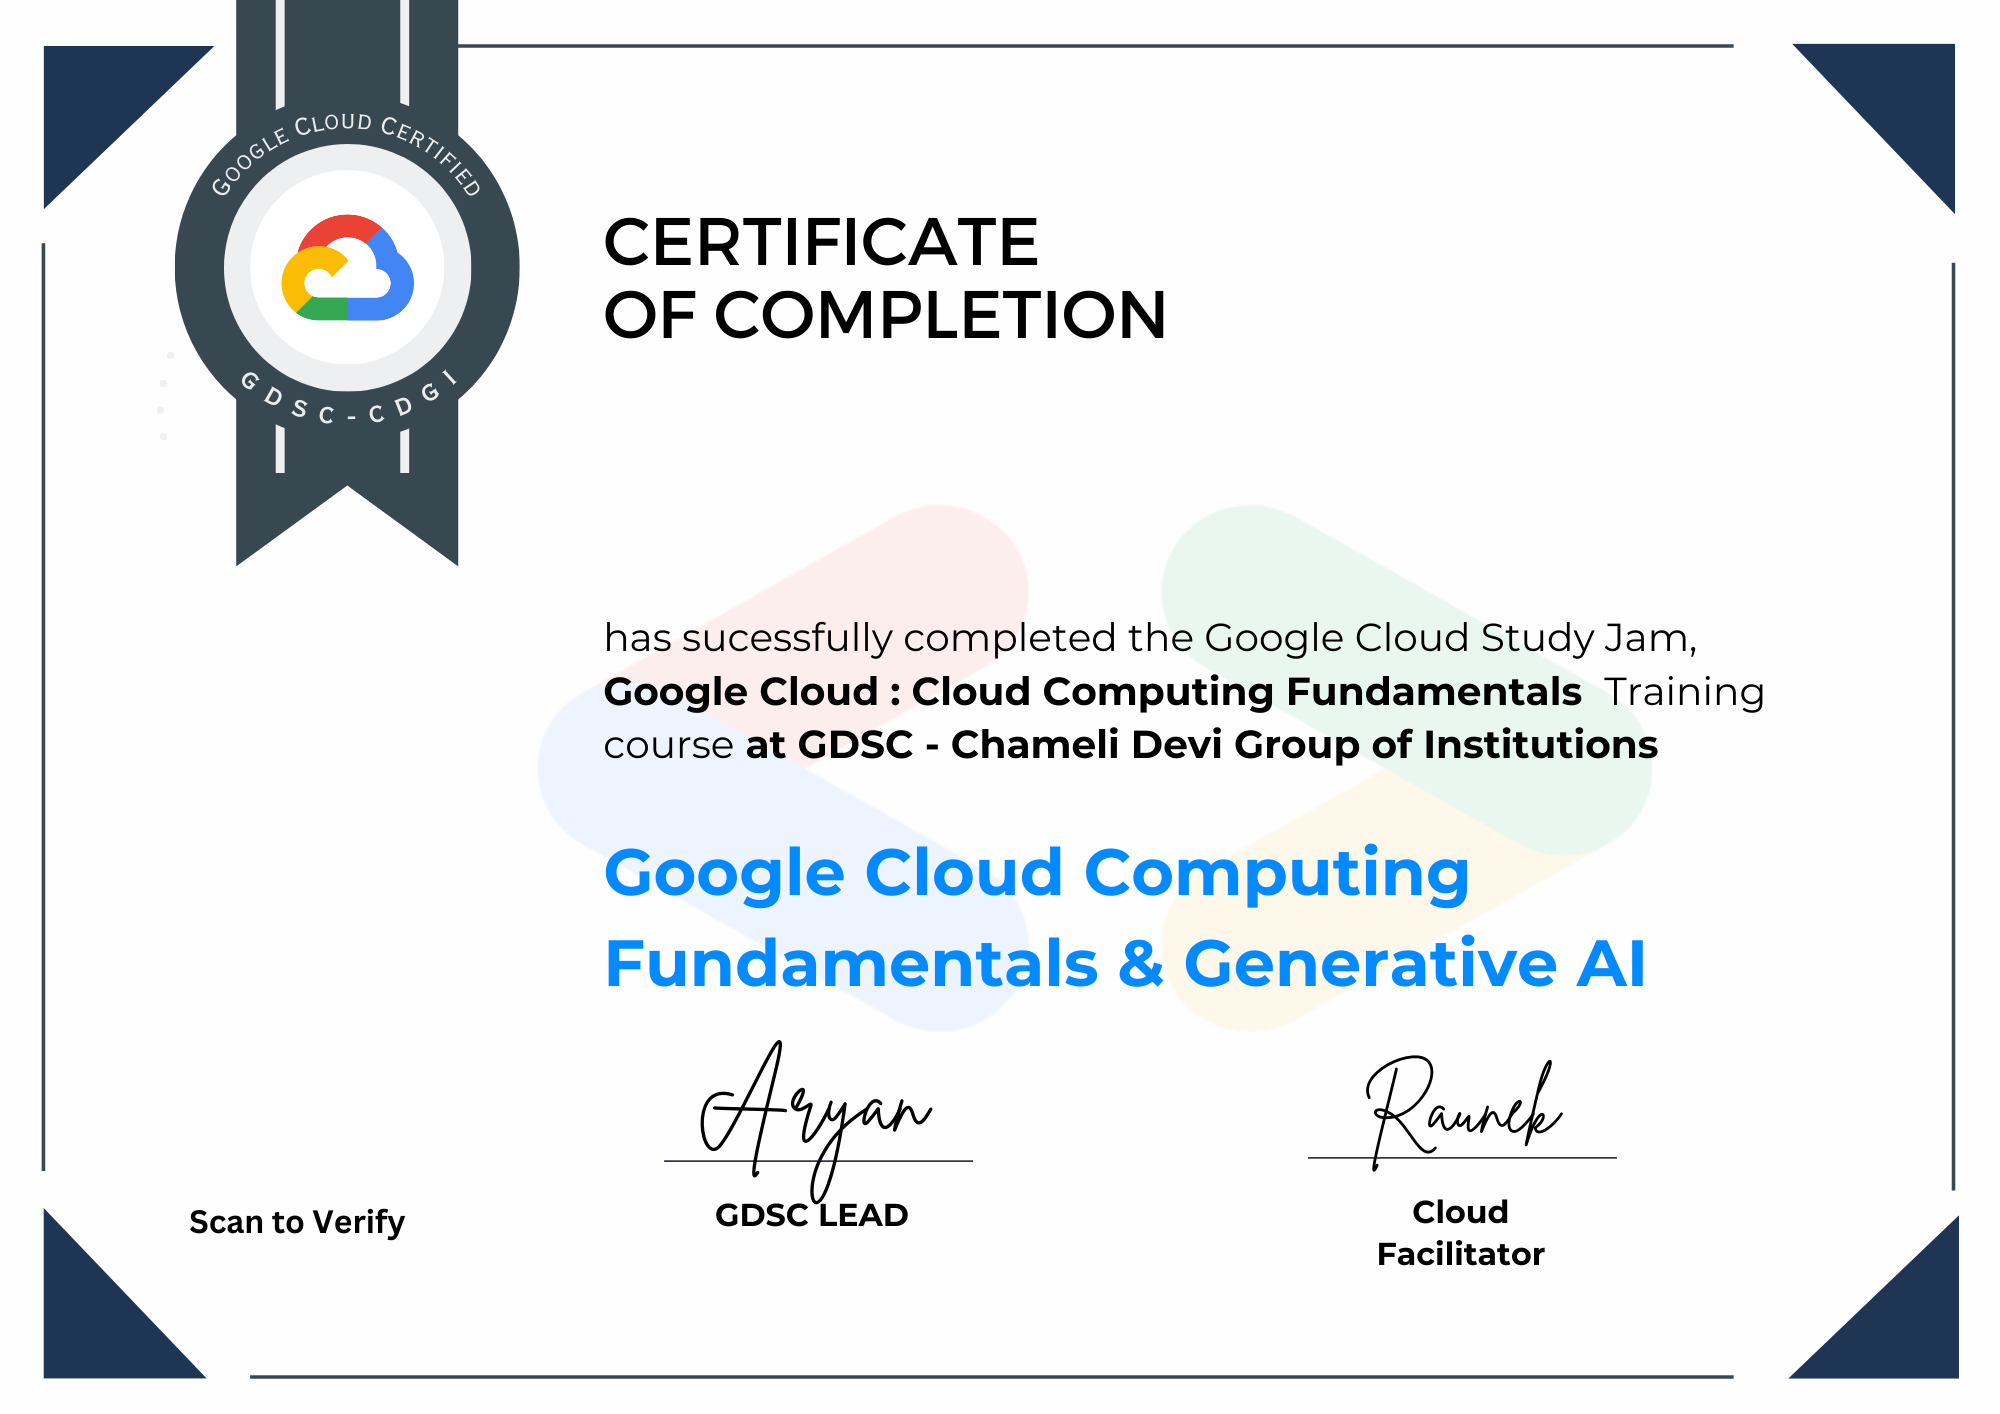 GOOGLE CLOUD CERTIFIED
GDSC-CDGI
CERTIFICATE
OF COMPLETION
has sucessfully completed the Google Cloud Study Jam,
Google Cloud : Cloud Computing Fundamentals Training
course at GDSC - Chameli Devi Group of Institutions
Google Cloud Computing
Fundamentals & Generative AI
Aryan
GDSC LEAD
Raunek
Cloud
Facilitator
Scan to Verify